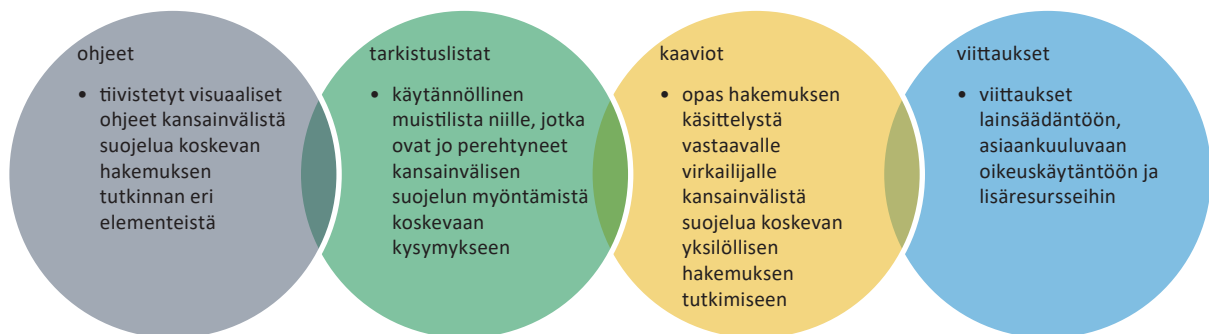 ohjeet
• tiivistetyt visuaaliset
ohjeet kansainvälistä
suojelua koskevan
hakemuksen
tutkinnan eri
elementeistä
tarkistuslistat
• käytännöllinen
muistilista niille, jotka
ovat jo perehtyneet
kansainvälisen
suojelun myöntämistä
koskevaan
kysymykseen
kaaviot
• opas hakemuksen
käsittelystä
vastaavalle
virkailijalle
kansainvälistä
suojelua koskevan
yksilöllisen
hakemuksen
tutkimiseen
viittaukset
• viittaukset
lainsäädäntöön,
asiaankuuluvaan
oikeuskäytäntöön ja
lisäresursseihin